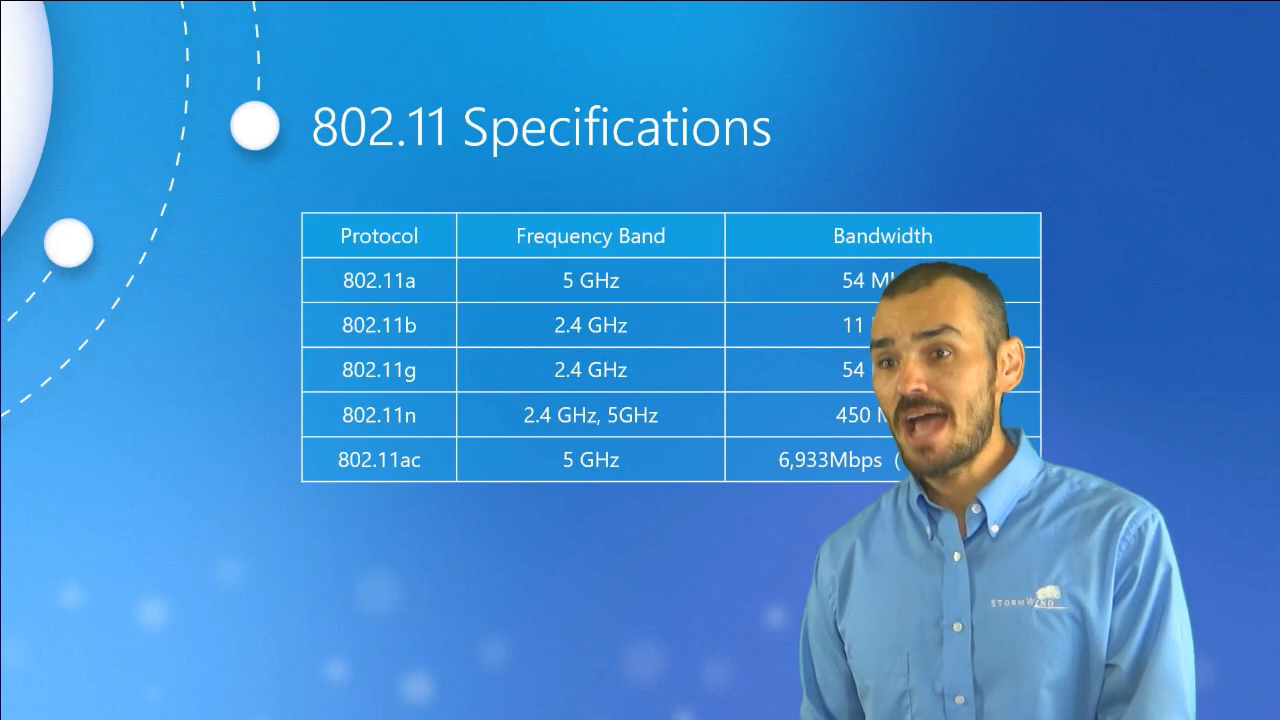 802.11 Specifications
Protocol Frequency Band Bandwidth
802.11a 5 GHz 54
802.11b 2.4 GHz 11
802.11g 2.4 GHz 54
802.11n 2.4 GHz, 5GHz 450
802.11ac 5 GHz 6,933Mbps (
STORMWIND